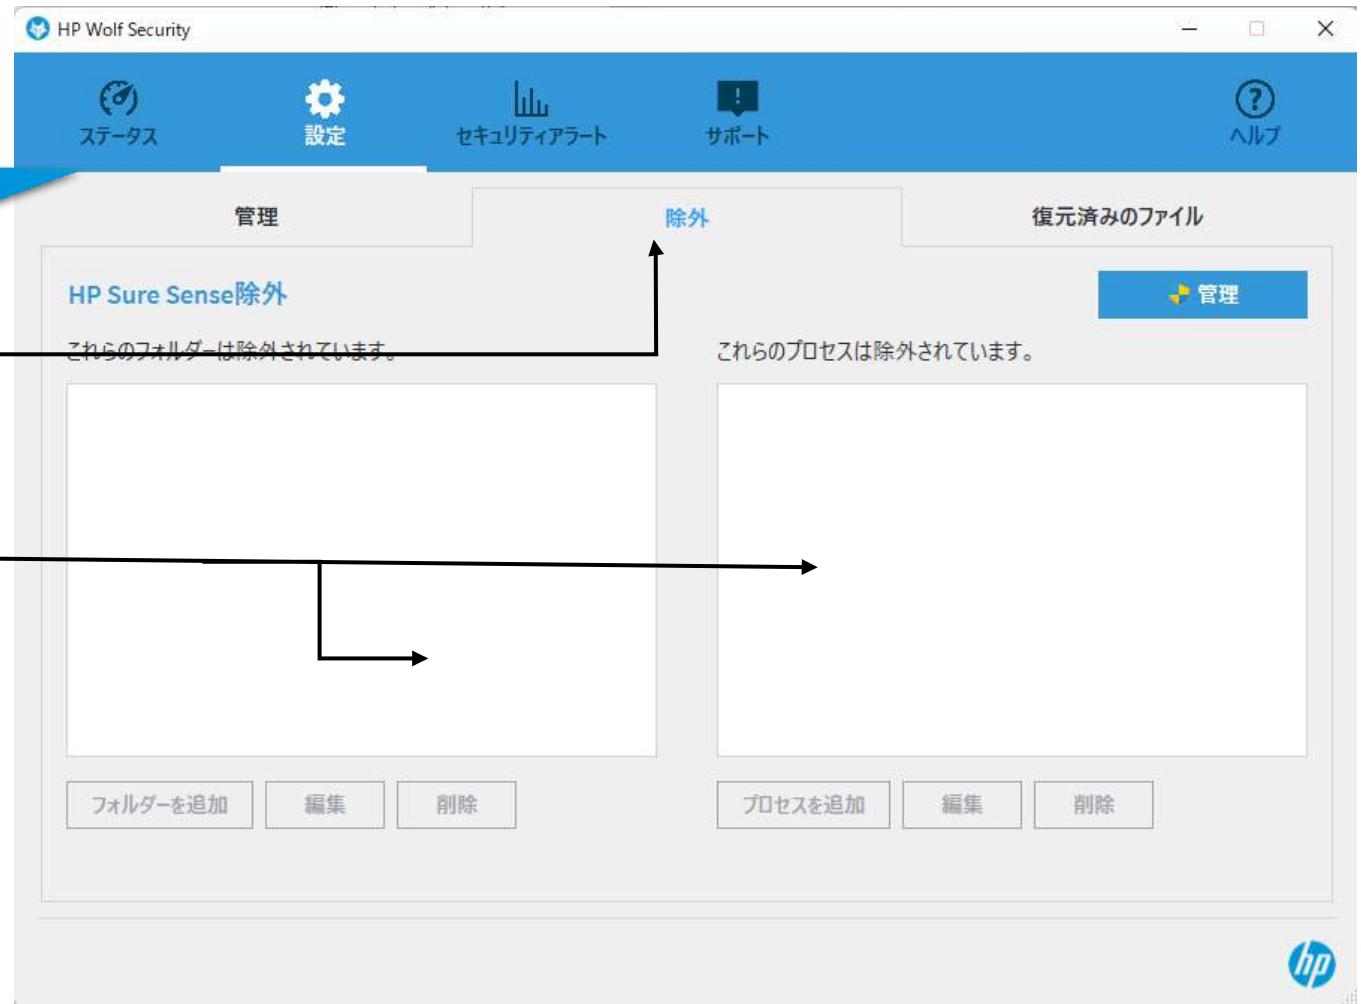 HP Wolf Security
ステータス
設定
セキュリティアラート
サポート
ヘルプ
管理
除外
復元済みのファイル
HP Sure Sense除外
管理
これらのフォルダーは除外されています。
これらのプロセスは除外されています。
フォルダーを追加
編集
削除
プロセスを追加
編集
削除
hp